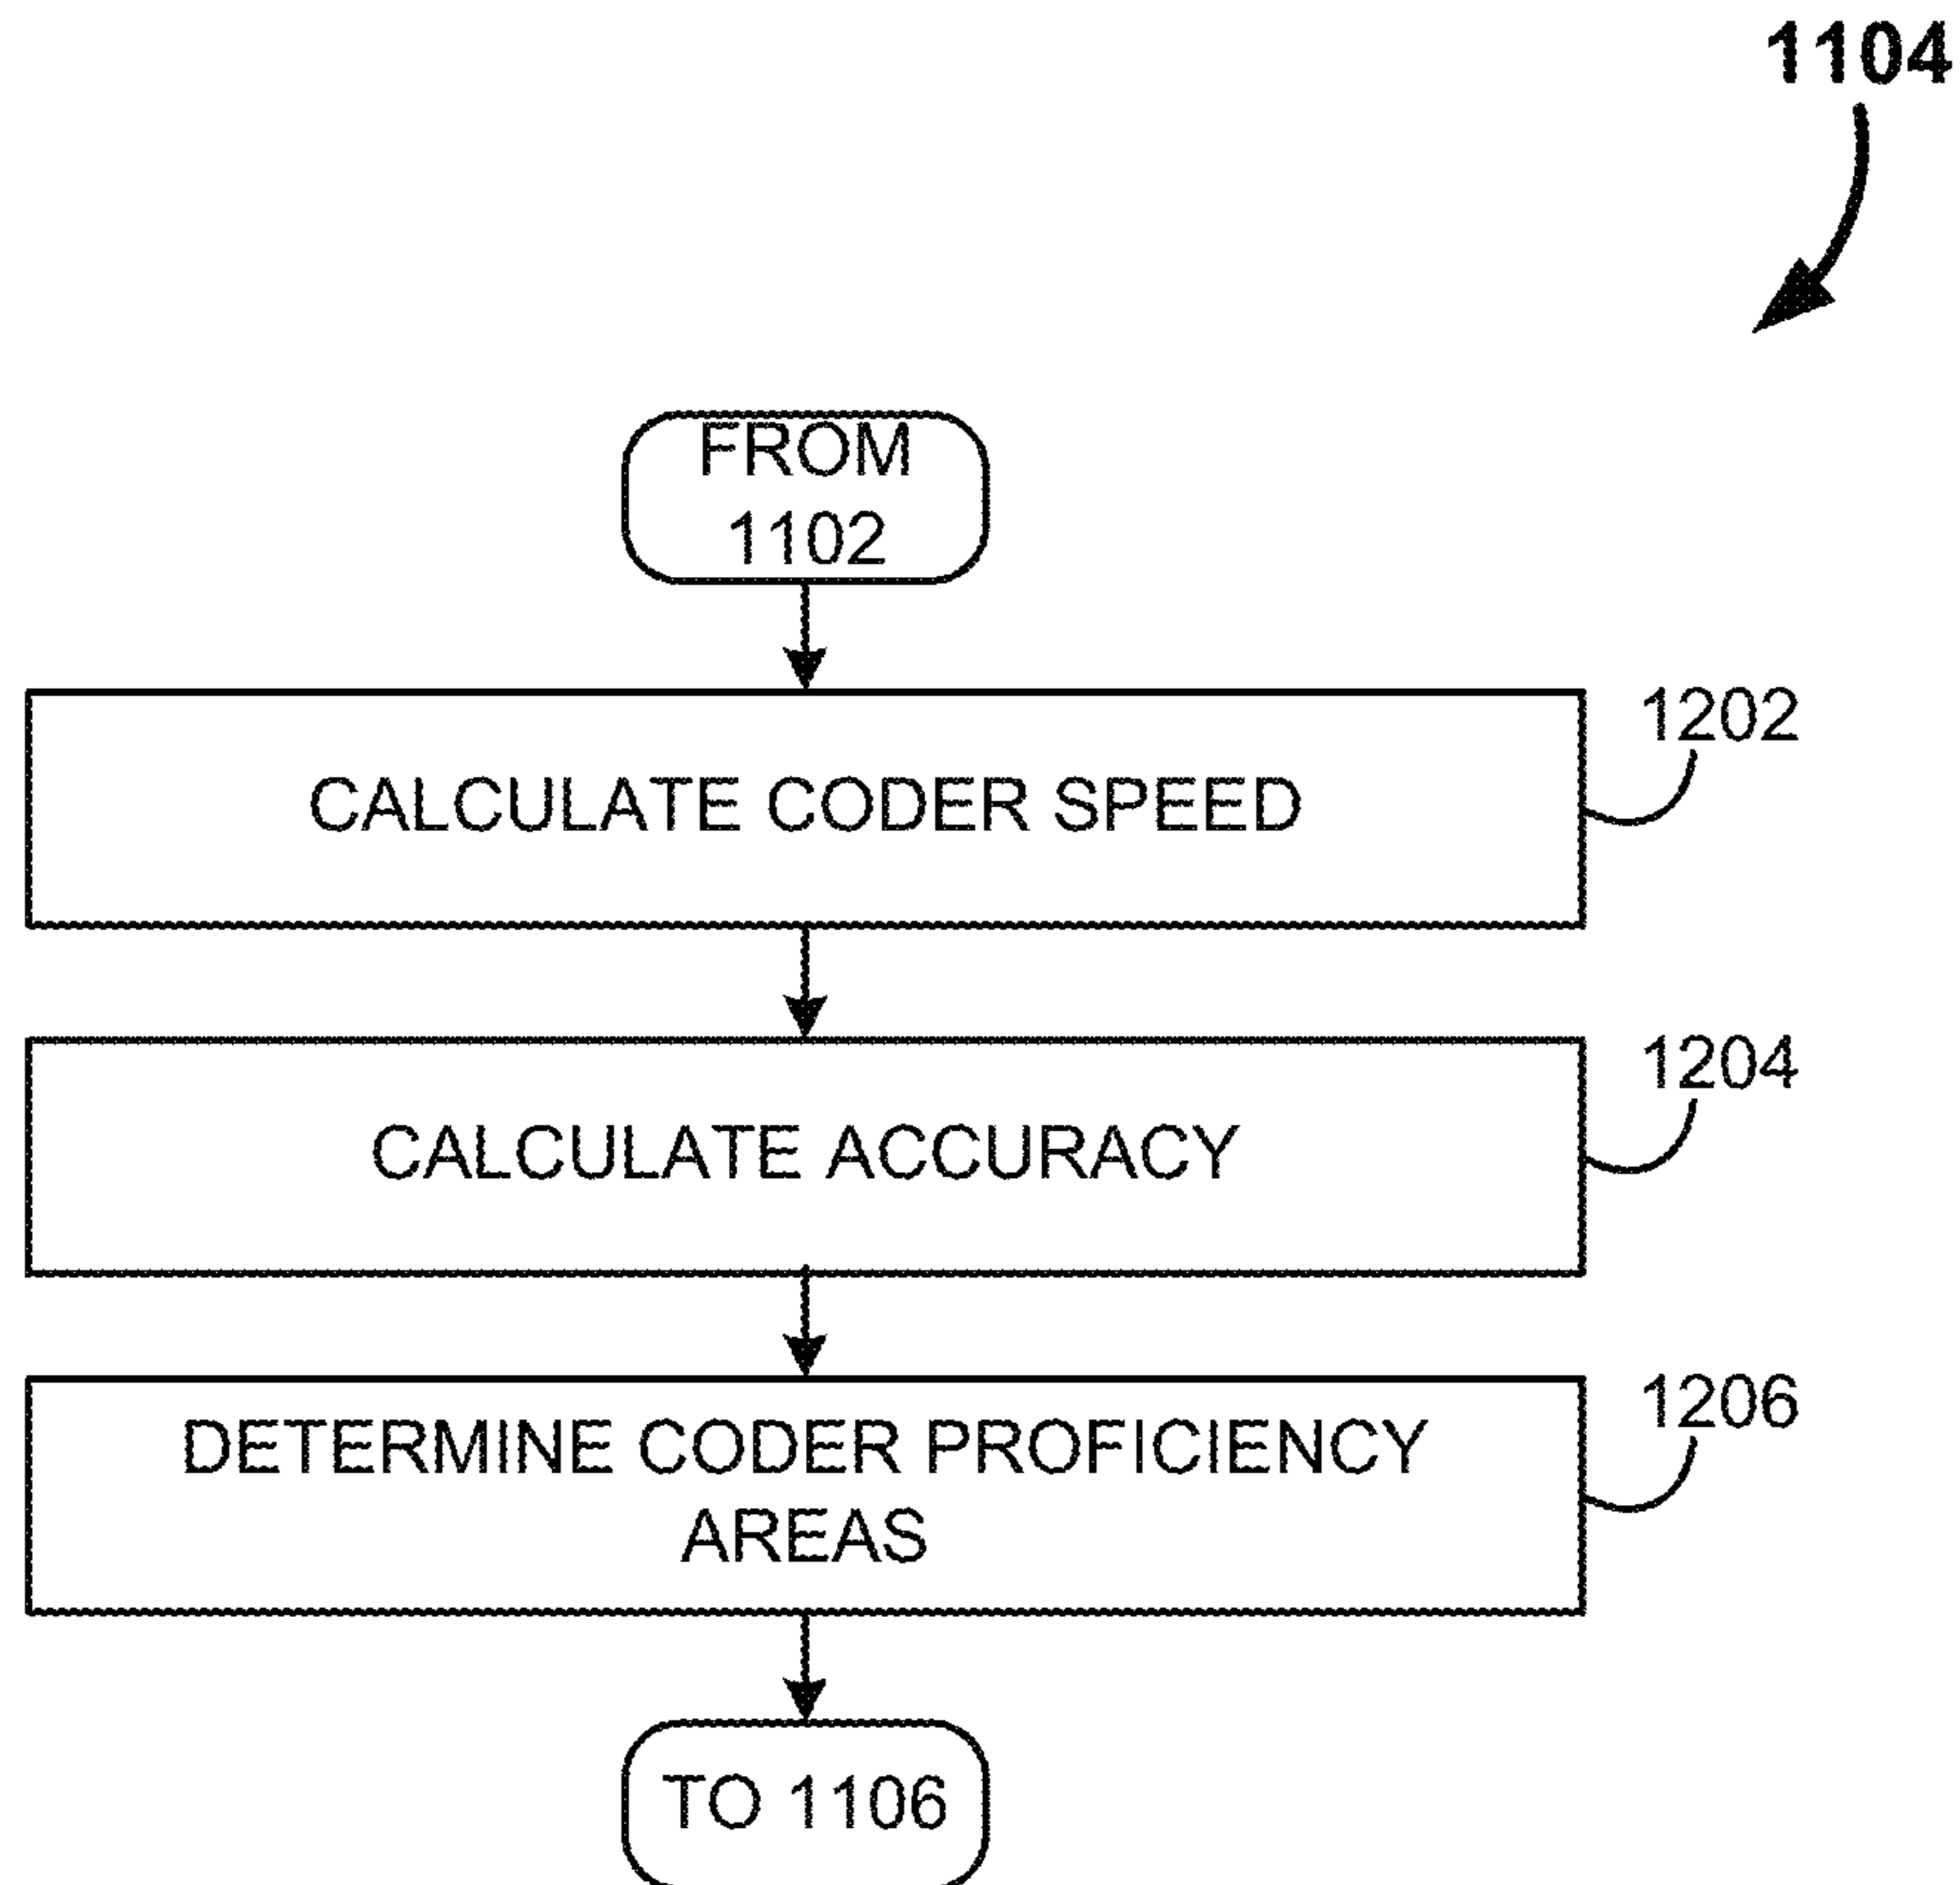 1104
FROM
1102
CALCULATE CODER SPEED
1202
CALCULATE ACCURACY
1204
DETERMINE CODER PROFICIENCY
AREAS
1206
TO 1106